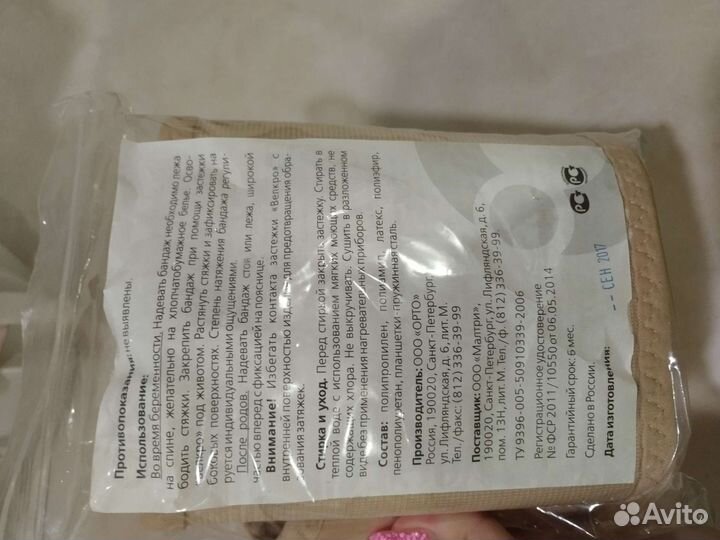 Противопоказания: не выявлены.
Использование:
Во время беременности. Надевать бандаж необходимо лежа
на спине, желательно на хлопчатобумажное белье. Осво-
бодить стяжки. Закрепить бандаж при помощи застежки
«Велкро» под животом. Растянуть стяжки и зафиксировать на
боковых поверхностях. Степень натяжения бандажа регули-
руется индивидуальными ощущениями.
После родов. Надевать бандаж стоя или лежа, широкой
частью вперед с фиксацией на пояснице.
Внимание! Избегать контакта застежки «Велкро» с
внутренней поверхностью изделия для предотвращения обра-
зования затяжек.
Стирка и уход. Перед стиркой закрыть застежку. Стирать в
теплой воде с использованием мягких моющих средств, не
содержащих хлора. Не выкручивать. Сушить в разложенном
виде без применения нагревательных приборов.
Состав: полипропилен, полиамид, латекс, полиэфир,
пенополиуретан, планшетки - пружинная сталь.
Производитель: ООО «ОРТО»
Россия, 190020, Санкт-Петербург,
ул. Лифляндская, д. 6, лит. М.
Тел. /факс: (812) 336-39-99
Поставщик: ООО «Малтри»,
190020, Санкт-Петербург, ул. Лифляндская, д. 6,
пом. 13Н, лит. М. Тел./ф. (812) 336-39-99.
ТУ 9396-005-50910339-2006
Регистрационное удостоверение
№ ФСР 2011/10550 от 06.05.2014
Гарантийный срок: 6 мес.
Сделано в России.
Дата изготовления:
-- СЕН 2017
Avito